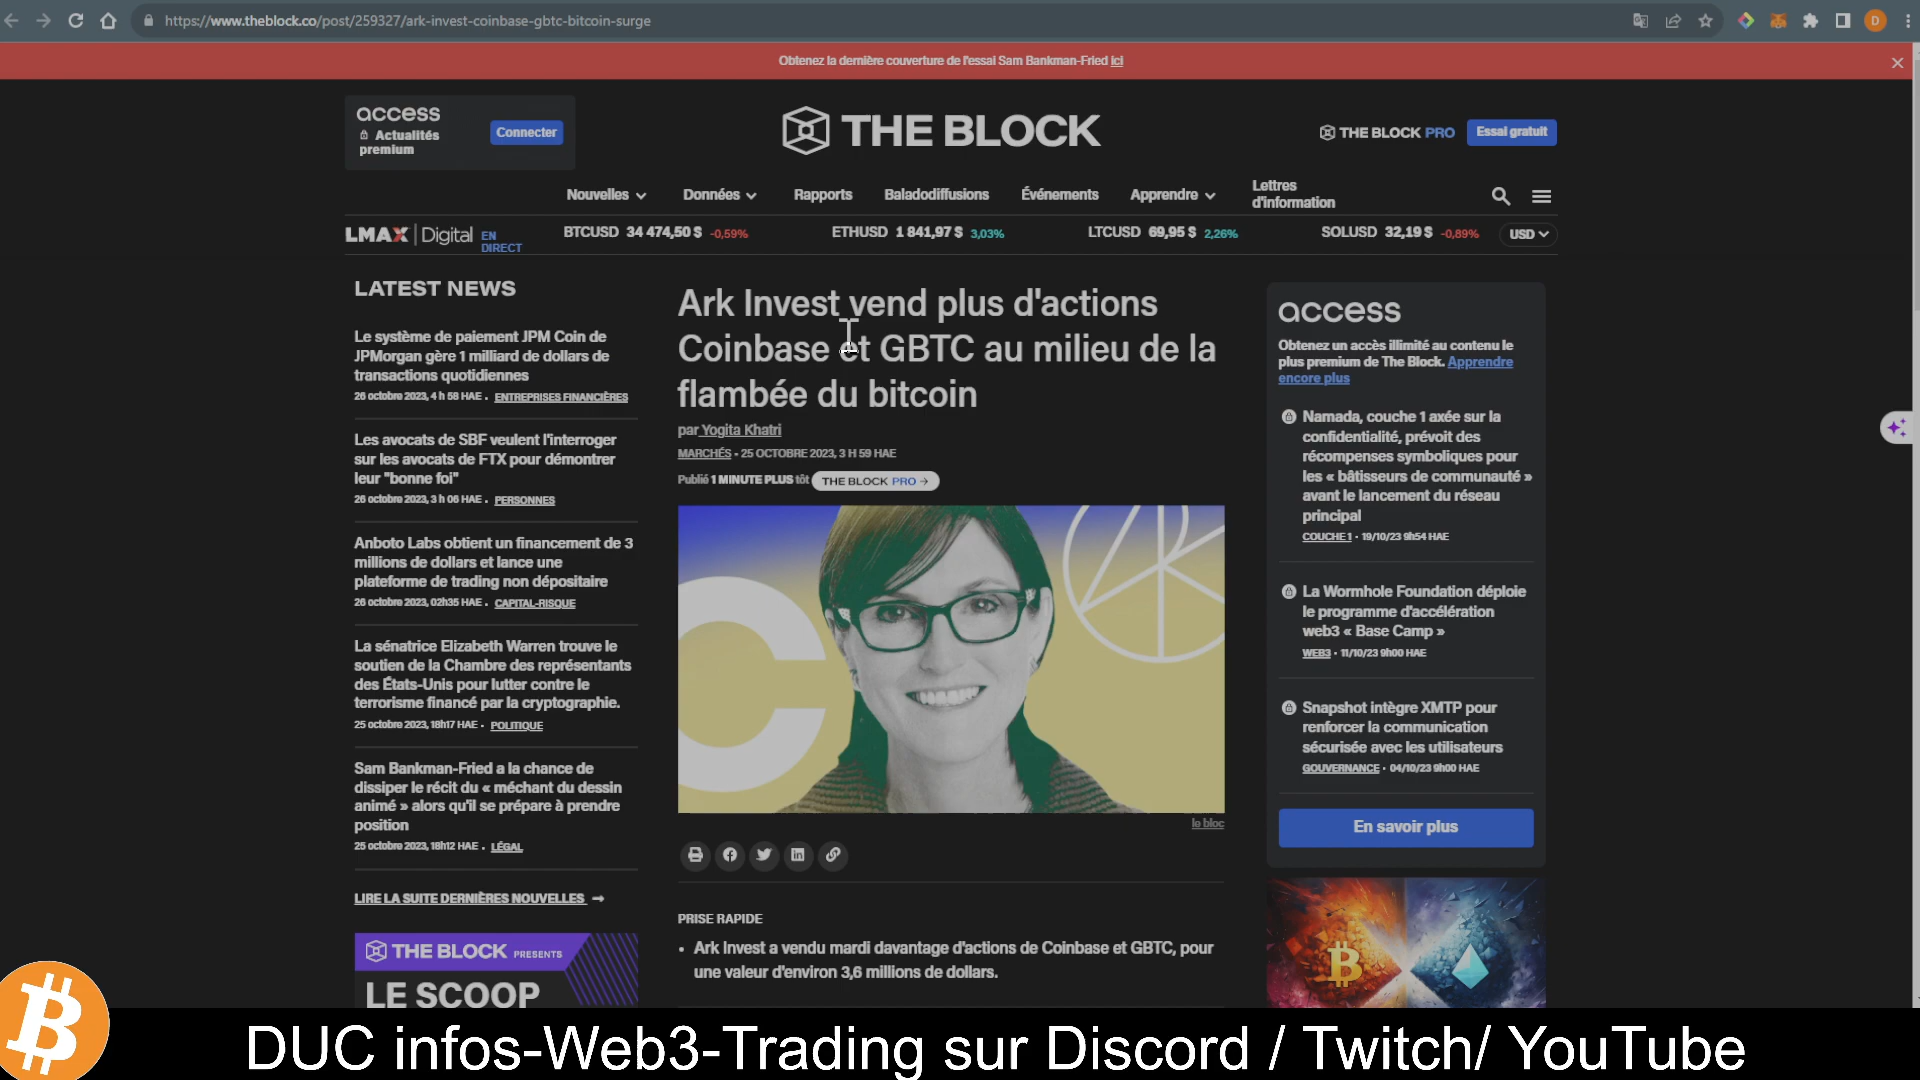 https://www.theblock.co/post/259327/ark-invest-coinbase-gbtc-bitcoin-surge
D
Obtenez la dernière couverture de l'essai Sam Bankman-Fried ici
access
Actualités
premium
Connecter
THE BLOCK
THE BLOCK PRO
Essai gratuit
Nouvelles
Données
Rapports
Baladodiffusions
Événements
Apprendre
Lettres
d'information
LMAX Digital
EN
DIRECT
BTCUSD 34 474,50 $ -0,59%
ETHUSD 1 841,97 $ 3,03%
LTCUSD 69,95 $ 2,26%
SOLUSD 32,19 $ -0,89%
USD
LATEST NEWS
Le système de paiement JPM Coin de
JPMorgan gère 1 milliard de dollars de
transactions quotidiennes
26 octobre 2023, 4 h 58 HAE • ENTREPRISES FINANCIÈRES
Les avocats de SBF veulent l'interroger
sur les avocats de FTX pour démontrer
leur "bonne foi"
26 octobre 2023, 3 h 06 HAE • PERSONNES
Anboto Labs obtient un financement de 3
millions de dollars et lance une
plateforme de trading non dépositaire
26 octobre 2023, 02h35 HAE • CAPITAL-RISQUE
La sénatrice Elizabeth Warren trouve le
soutien de la Chambre des représentants
des États-Unis pour lutter contre le
terrorisme financé par la cryptographie.
25 octobre 2023, 18h17 HAE • POLITIQUE
Sam Bankman-Fried a la chance de
dissiper le récit du « méchant du dessin
animé » alors qu'il se prépare à prendre
position
25 octobre 2023, 18h12 HAE • LÉGAL
LIRE LA SUITE DERNIÈRES NOUVELLES →
THE BLOCK PRESENTS
LE SCOOP
Ark Invest vend plus d'actions
Coinbase et GBTC au milieu de la
flambée du bitcoin
par Yogita Khatri
MARCHÉS • 25 OCTOBRE 2023, 3 H 59 HAE
Publié 1 MINUTE PLUS tôt THE BLOCK PRO →
le bloc
PRISE RAPIDE
• Ark Invest a vendu mardi davantage d'actions de Coinbase et GBTC, pour
une valeur d'environ 3,6 millions de dollars.
access
Obtenez un accès illimité au contenu le
plus premium de The Block. Apprendre
encore plus
Namada, couche 1 axée sur la
confidentialité, prévoit des
récompenses symboliques pour
les « bâtisseurs de communauté »
avant le lancement du réseau
principal
COUCHE 1 • 19/10/23 9h54 HAE
La Wormhole Foundation déploie
le programme d'accélération
web3 « Base Camp »
WEB3 • 11/10/23 9h00 HAE
Snapshot intègre XMTP pour
renforcer la communication
sécurisée avec les utilisateurs
GOUVERNANCE • 04/10/23 9h00 HAE
En savoir plus
DUC infos-Web3-Trading sur Discord / Twitch/ YouTube